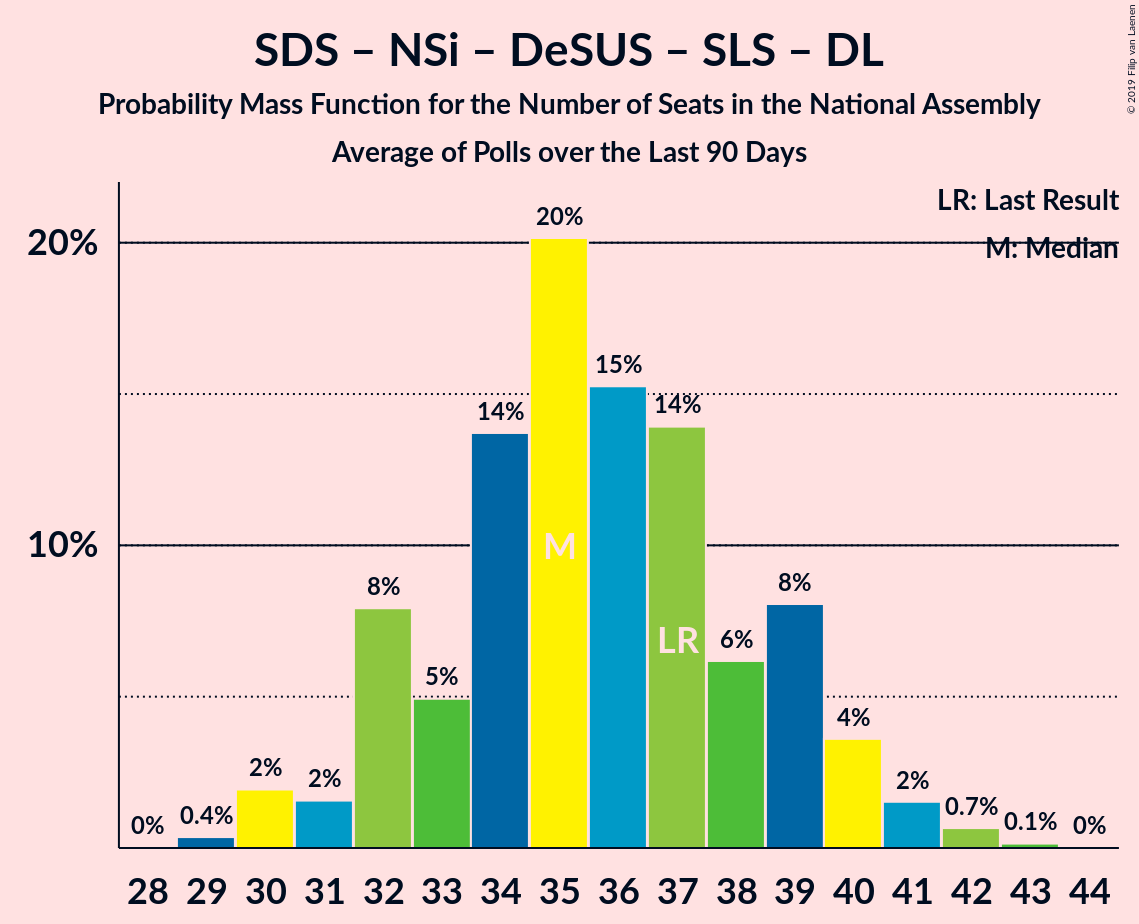 SDS – NSi – DeSUS – SLS – DL
Probability Mass Function for the Number of Seats in the National Assembly
Average of Polls over the Last 90 Days
© 2019 Filip van Laenen
LR: Last Result
M: Median
20%
10%
0%
0.4%
2%
2%
8%
5%
14%
20%
15%
14%
6%
8%
4%
2%
0.7%
0.1%
0%
M
LR
28 29 30 31 32 33 34 35 36 37 38 39 40 41 42 43 44